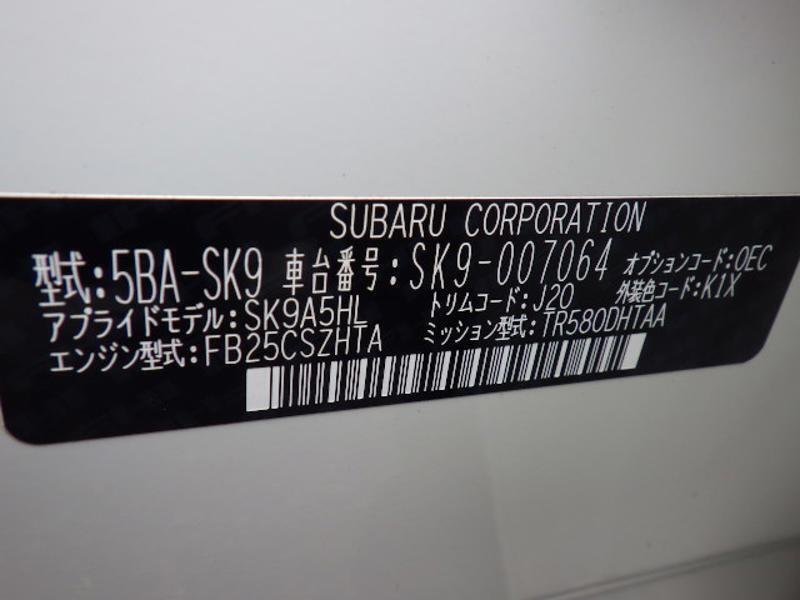 SUBARU CORPORATION
型式:5BA-SK9 車台番号:SK9-007064 オプションコード:OEC
アプライドモデル:SK9A5HL トリムコード:J20 外装色コード:K1X
エンジン型式:FB25CSZHTA ミッション型式:TR580DHTAA